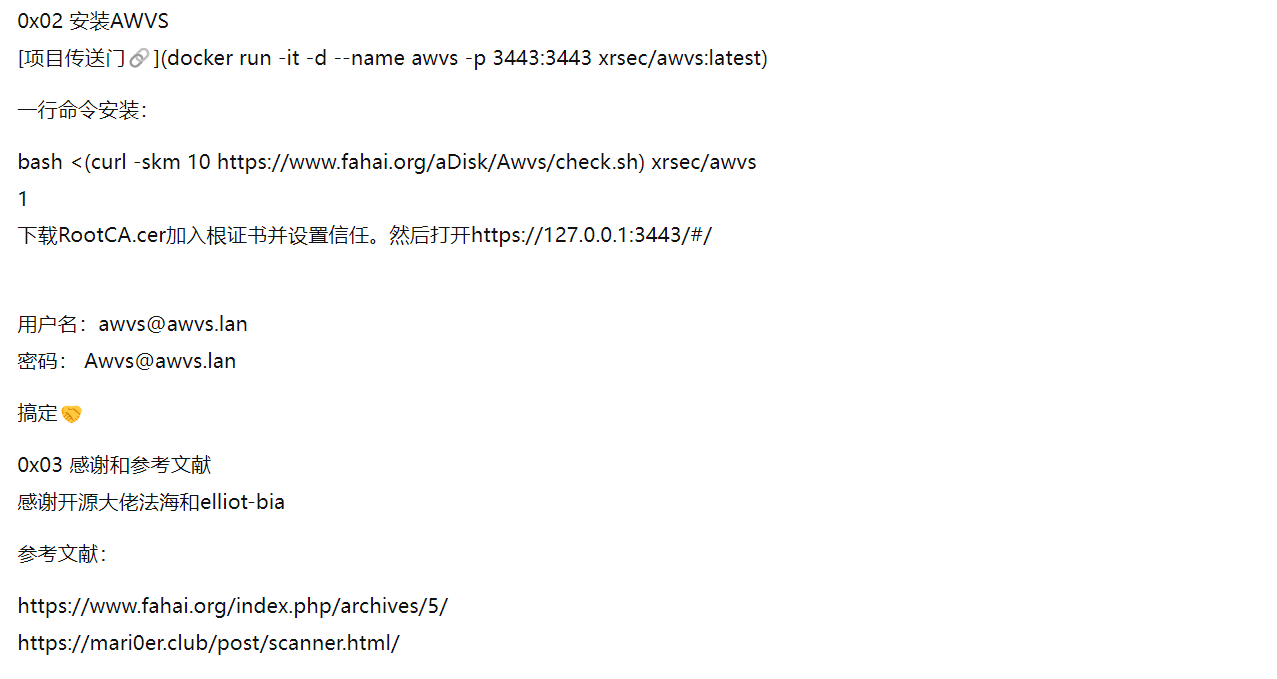 0x02 安装AWVS
[项目传送门🔗](docker run -it -d --name awvs -p 3443:3443 xrsec/awvs:latest)
一行命令安装：
bash <(curl -skm 10 https://www.fahai.org/aDisk/Awvs/check.sh) xrsec/awvs
1
下载RootCA.cer加入根证书并设置信任。然后打开https://127.0.0.1:3443/#/
用户名：awvs@awvs.lan
密码： Awvs@awvs.lan
搞定🤝
0x03 感谢和参考文献
感谢开源大佬法海和elliot-bia
参考文献：
https://www.fahai.org/index.php/archives/5/
https://mari0er.club/post/scanner.html/